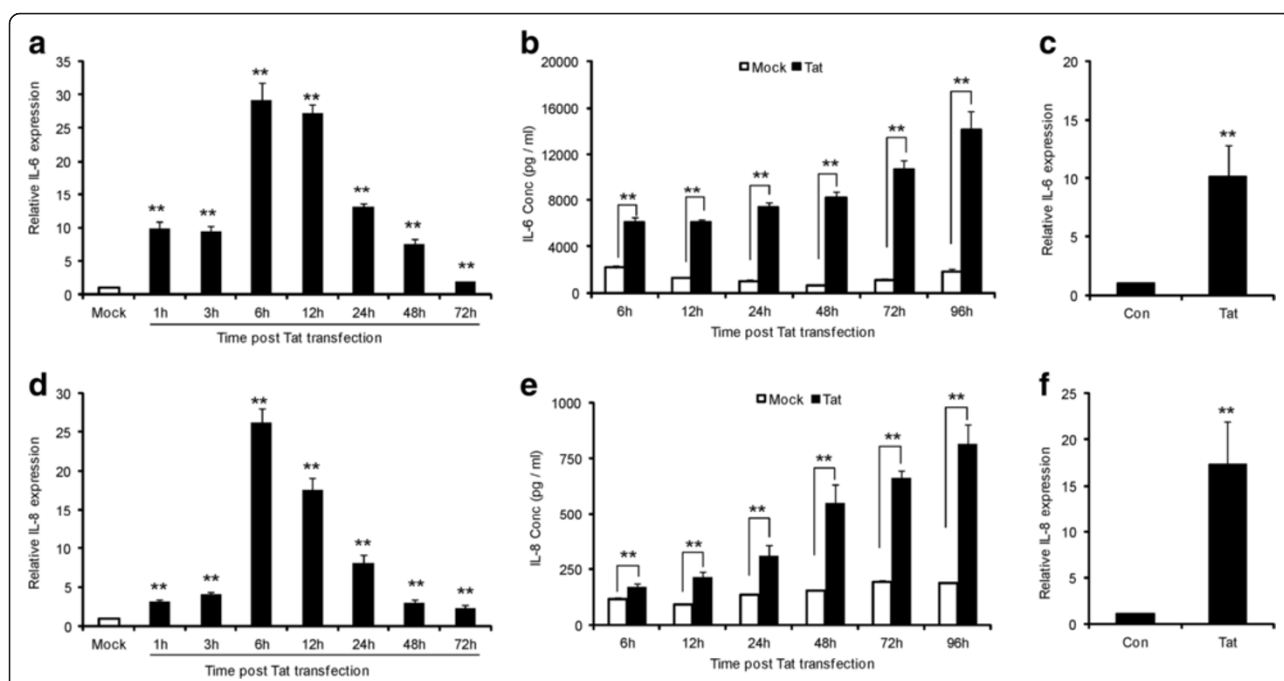 a
35
30
25
20
15
10
5
0
Relative IL-6 expression
**
**
**
**
**
**
**
Mock
1h
3h
6h
12h
24h
48h
72h
Time post Tat transfection
b
Mock
Tat
20000
16000
12000
8000
4000
0
IL-6 Conc (pg / ml)
**
**
**
**
**
**
6h
12h
24h
48h
72h
96h
Time post Tat transfection
c
20
15
10
5
0
Relative IL-6 expression
**
Con
Tat
d
30
25
20
15
10
5
0
Relative IL-8 expression
**
**
**
**
**
**
**
Mock
1h
3h
6h
12h
24h
48h
72h
Time post Tat transfection
e
Mock
Tat
1000
750
500
250
0
IL-8 Conc (pg / ml)
**
**
**
**
**
**
6h
12h
24h
48h
72h
96h
Time post Tat transfection
f
25
20
15
10
5
0
Relative IL-8 expression
**
Con
Tat